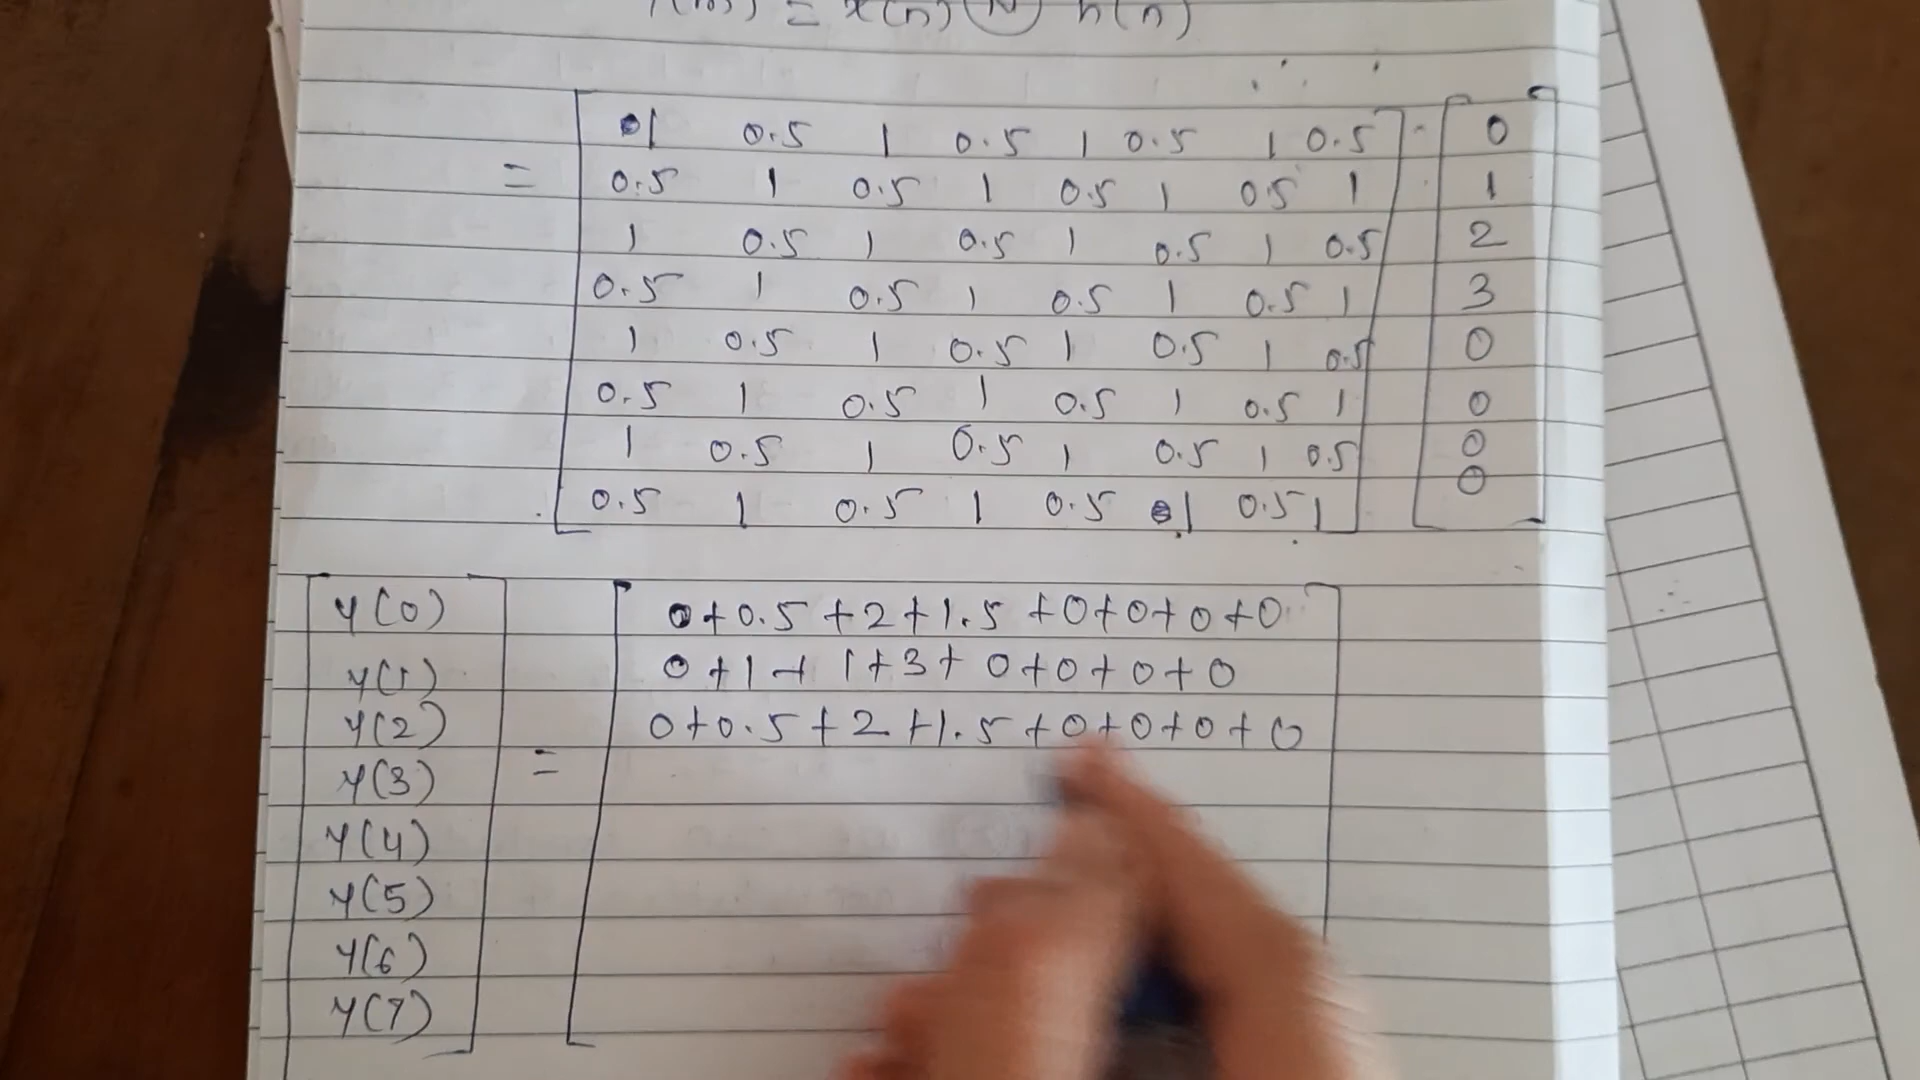 = x(n) (N) h(n)
= [ 1 0.5 1 0.5 1 0.5 1 0.5 ] [ 0
0.5 1 0.5 1 0.5 1 0.5 1 1
1 0.5 1 0.5 1 0.5 1 0.5 2
0.5 1 0.5 1 0.5 1 0.5 1 3
1 0.5 1 0.5 1 0.5 1 0.5 0
0.5 1 0.5 1 0.5 1 0.5 1 0
1 0.5 1 0.5 1 0.5 1 0.5 0
0.5 1 0.5 1 0.5 1 0.5 1 0 ]
y(0) 0+0.5+2+1.5+0+0+0+0
y(1) 0+1+1+3+0+0+0+0
y(2) 0+0.5+2+1.5+0+0+0+0
y(3) =
y(4)
y(5)
y(6)
y(7)